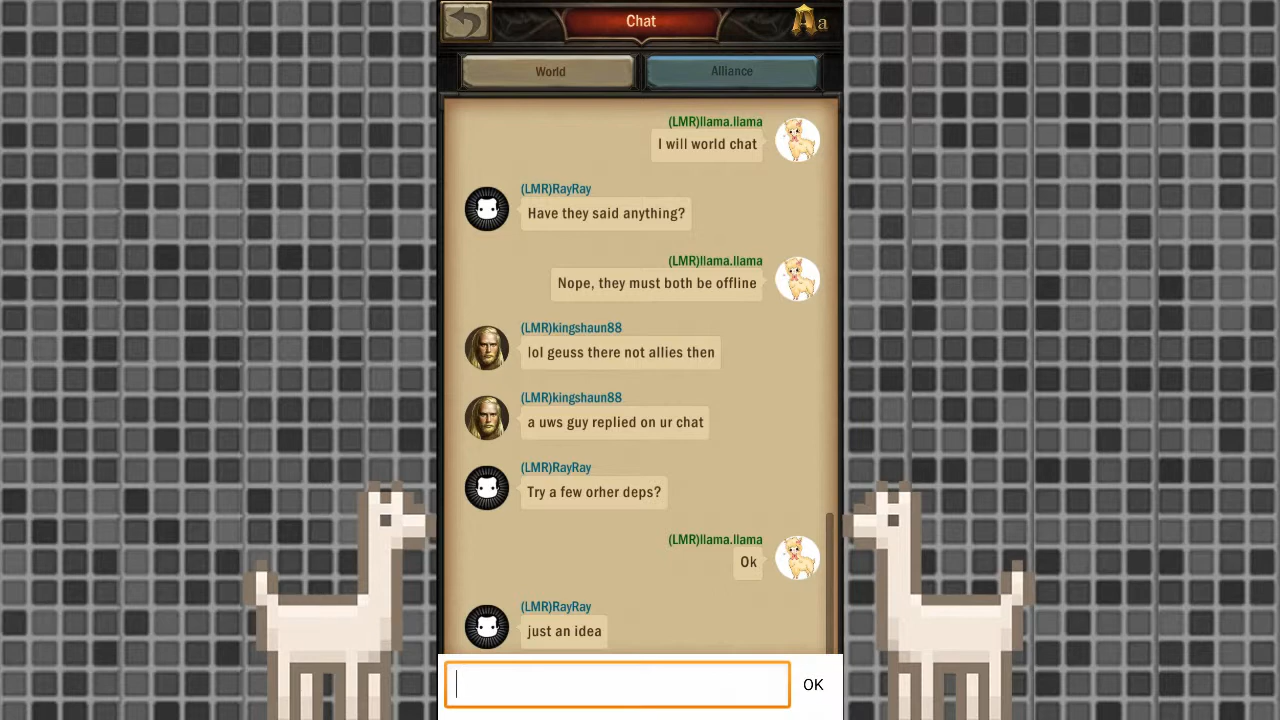 Chat
Aa
World
Alliance
(LMR)llama.llama
I will world chat
(LMR)RayRay
Have they said anything?
(LMR)llama.llama
Nope, they must both be offline
(LMR)kingshaun88
lol geuss there not allies then
(LMR)kingshaun88
a uws guy replied on ur chat
(LMR)RayRay
Try a few orher deps?
(LMR)llama.llama
Ok
(LMR)RayRay
just an idea
OK